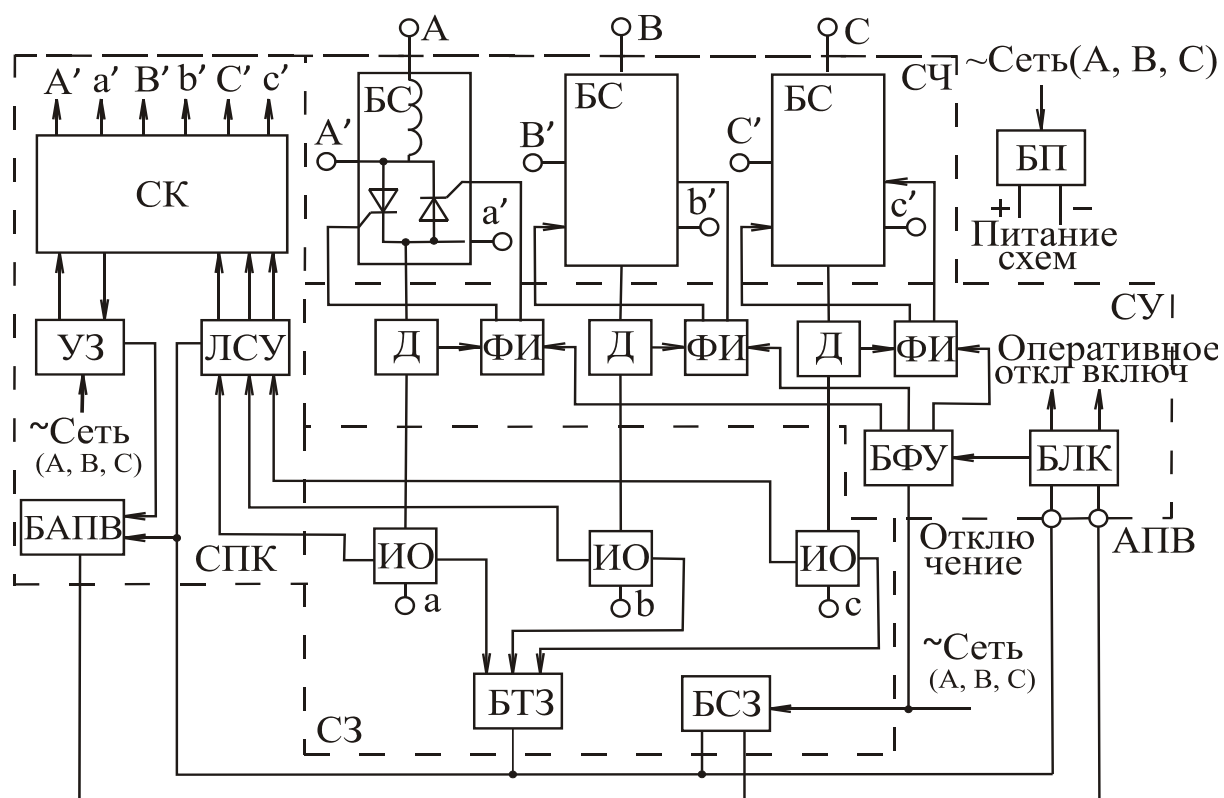 A B C
A' a' B' b' C' c'
БС
БС
БС
СЧ
~Сеть(A, B, C)
A'
B'
C'
БП
СК
a'
b'
c'
+ −
Питание
схем
СУ
УЗ
ЛСУ
Д
ФИ
Д
ФИ
Д
ФИ
Оперативное
откл включ
~Сеть
(A, B, C)
БФУ
БЛК
БАПВ
СПК
ИО
ИО
ИО
Отклю
чение
АПВ
a
b
c
~Сеть
(A, B, C)
БТЗ
БСЗ
СЗ